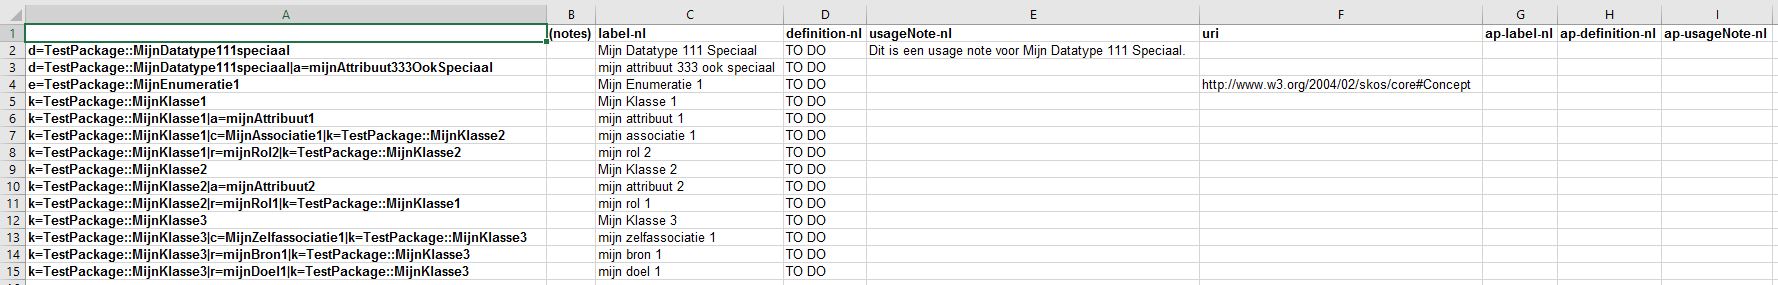 A B C D E F G H I
1 (notes) label-nl definition-nl usageNote-nl uri ap-label-nl ap-definition-nl ap-usageNote-nl
2 d=TestPackage::MijnDatatype111speciaal Mijn Datatype 111 Speciaal TO DO Dit is een usage note voor Mijn Datatype 111 Speciaal.
3 d=TestPackage::MijnDatatype111speciaal|a=mijnAttribuut333OokSpeciaal mijn attribuut 333 ook speciaal TO DO
4 e=TestPackage::MijnEnumeratie1 Mijn Enumeratie 1 TO DO http://www.w3.org/2004/02/skos/core#Concept
5 k=TestPackage::MijnKlasse1 Mijn Klasse 1 TO DO
6 k=TestPackage::MijnKlasse1|a=mijnAttribuut1 mijn attribuut 1 TO DO
7 k=TestPackage::MijnKlasse1|c=MijnAssociatie1|k=TestPackage::MijnKlasse2 mijn associatie 1 TO DO
8 k=TestPackage::MijnKlasse1|r=mijnRol2|k=TestPackage::MijnKlasse2 mijn rol 2 TO DO
9 k=TestPackage::MijnKlasse2 Mijn Klasse 2 TO DO
10 k=TestPackage::MijnKlasse2|a=mijnAttribuut2 mijn attribuut 2 TO DO
11 k=TestPackage::MijnKlasse2|r=mijnRol1|k=TestPackage::MijnKlasse1 mijn rol 1 TO DO
12 k=TestPackage::MijnKlasse3 Mijn Klasse 3 TO DO
13 k=TestPackage::MijnKlasse3|c=MijnZelfassociatie1|k=TestPackage::MijnKlasse3 mijn zelfassociatie 1 TO DO
14 k=TestPackage::MijnKlasse3|r=mijnBron1|k=TestPackage::MijnKlasse3 mijn bron 1 TO DO
15 k=TestPackage::MijnKlasse3|r=mijnDoel1|k=TestPackage::MijnKlasse3 mijn doel 1 TO DO